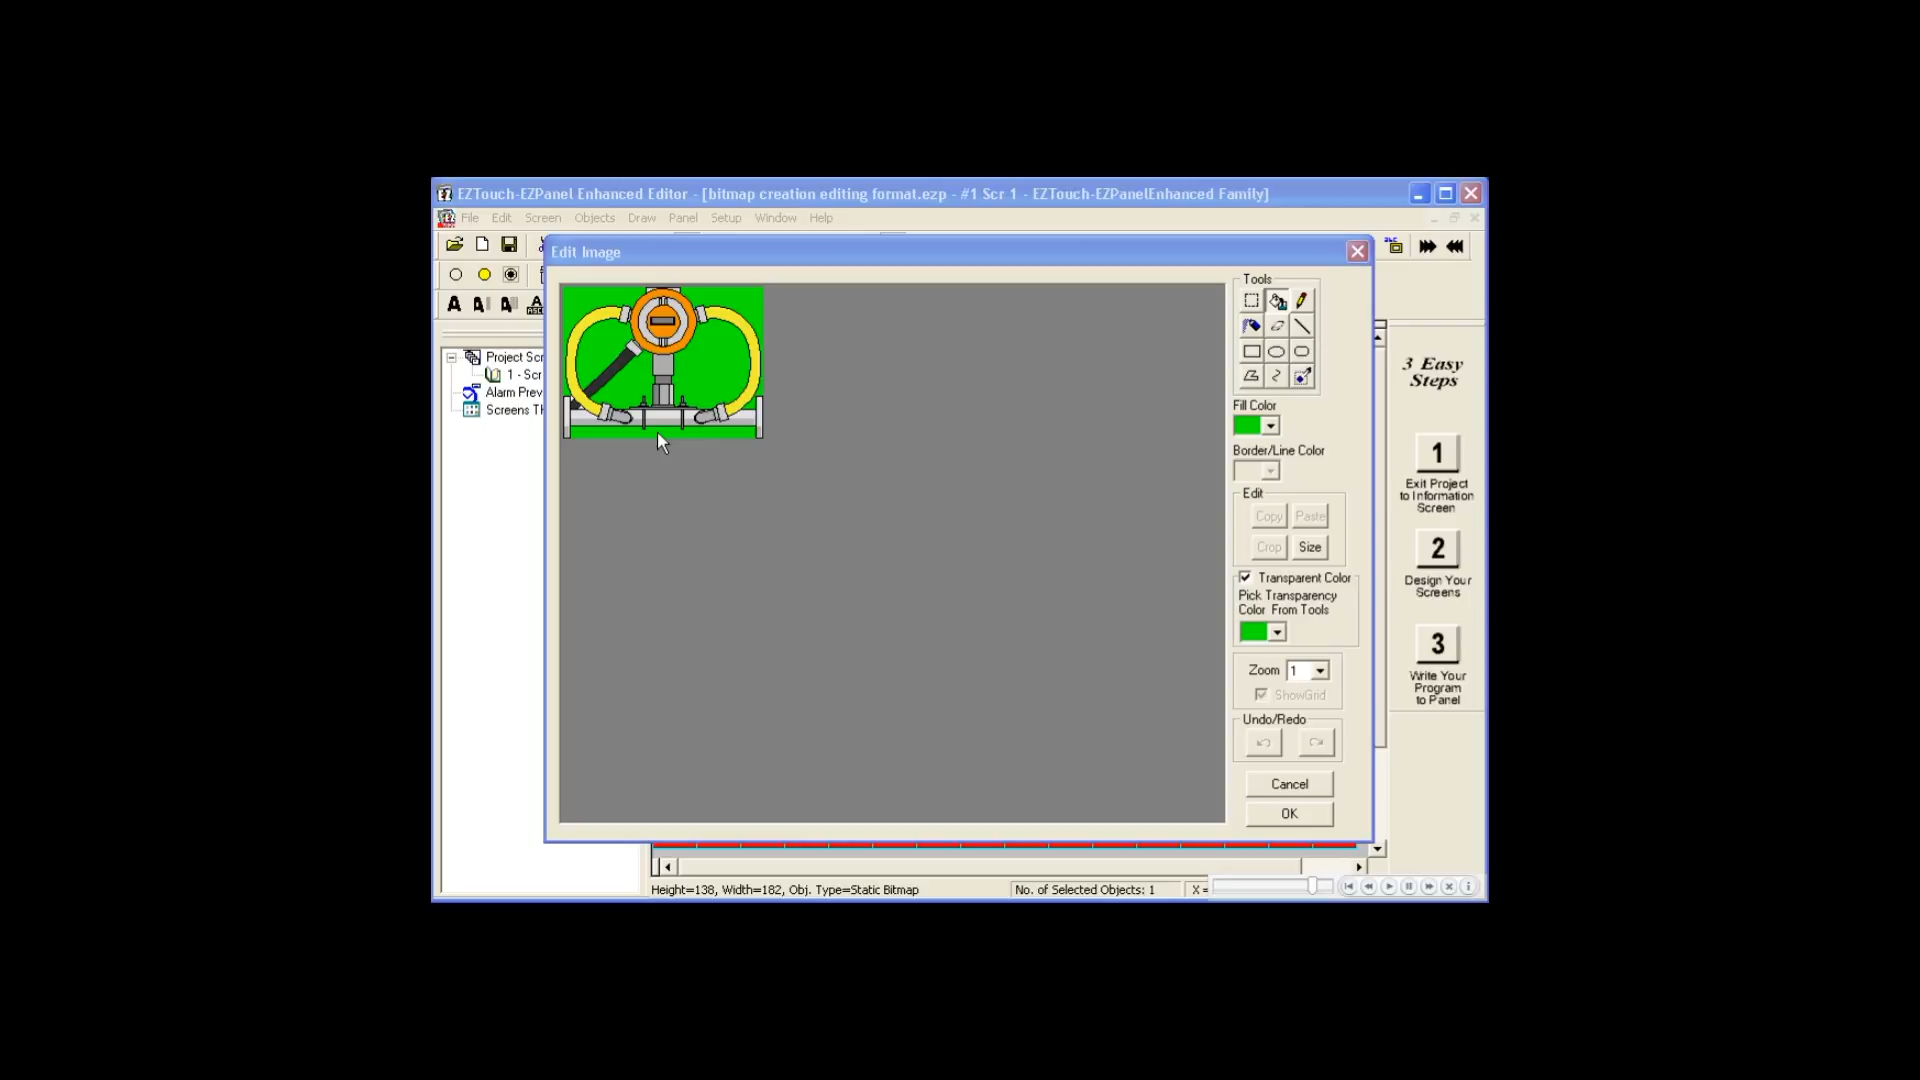 EZTouch-EZPanel Enhanced Editor - [bitmap creation editing format.ezp - #1 Scr 1 - EZTouch-EZPanelEnhanced Family]
File Edit Screen Objects Draw Panel Setup Window Help
Edit Image
Tools
Project Scr
1 - Scr
Alarm Prev
Screens Th
Fill Color
Border/Line Color
Edit
Copy Paste
Crop Size
Transparent Color
Pick Transparency
Color From Tools
Zoom 1
ShowGrid
Undo/Redo
Cancel
OK
3 Easy
Steps
1
Exit Project
to Information
Screen
2
Design Your
Screens
3
Write Your
Program
to Panel
Height=138, Width=182, Obj. Type=Static Bitmap
No. of Selected Objects: 1
X =